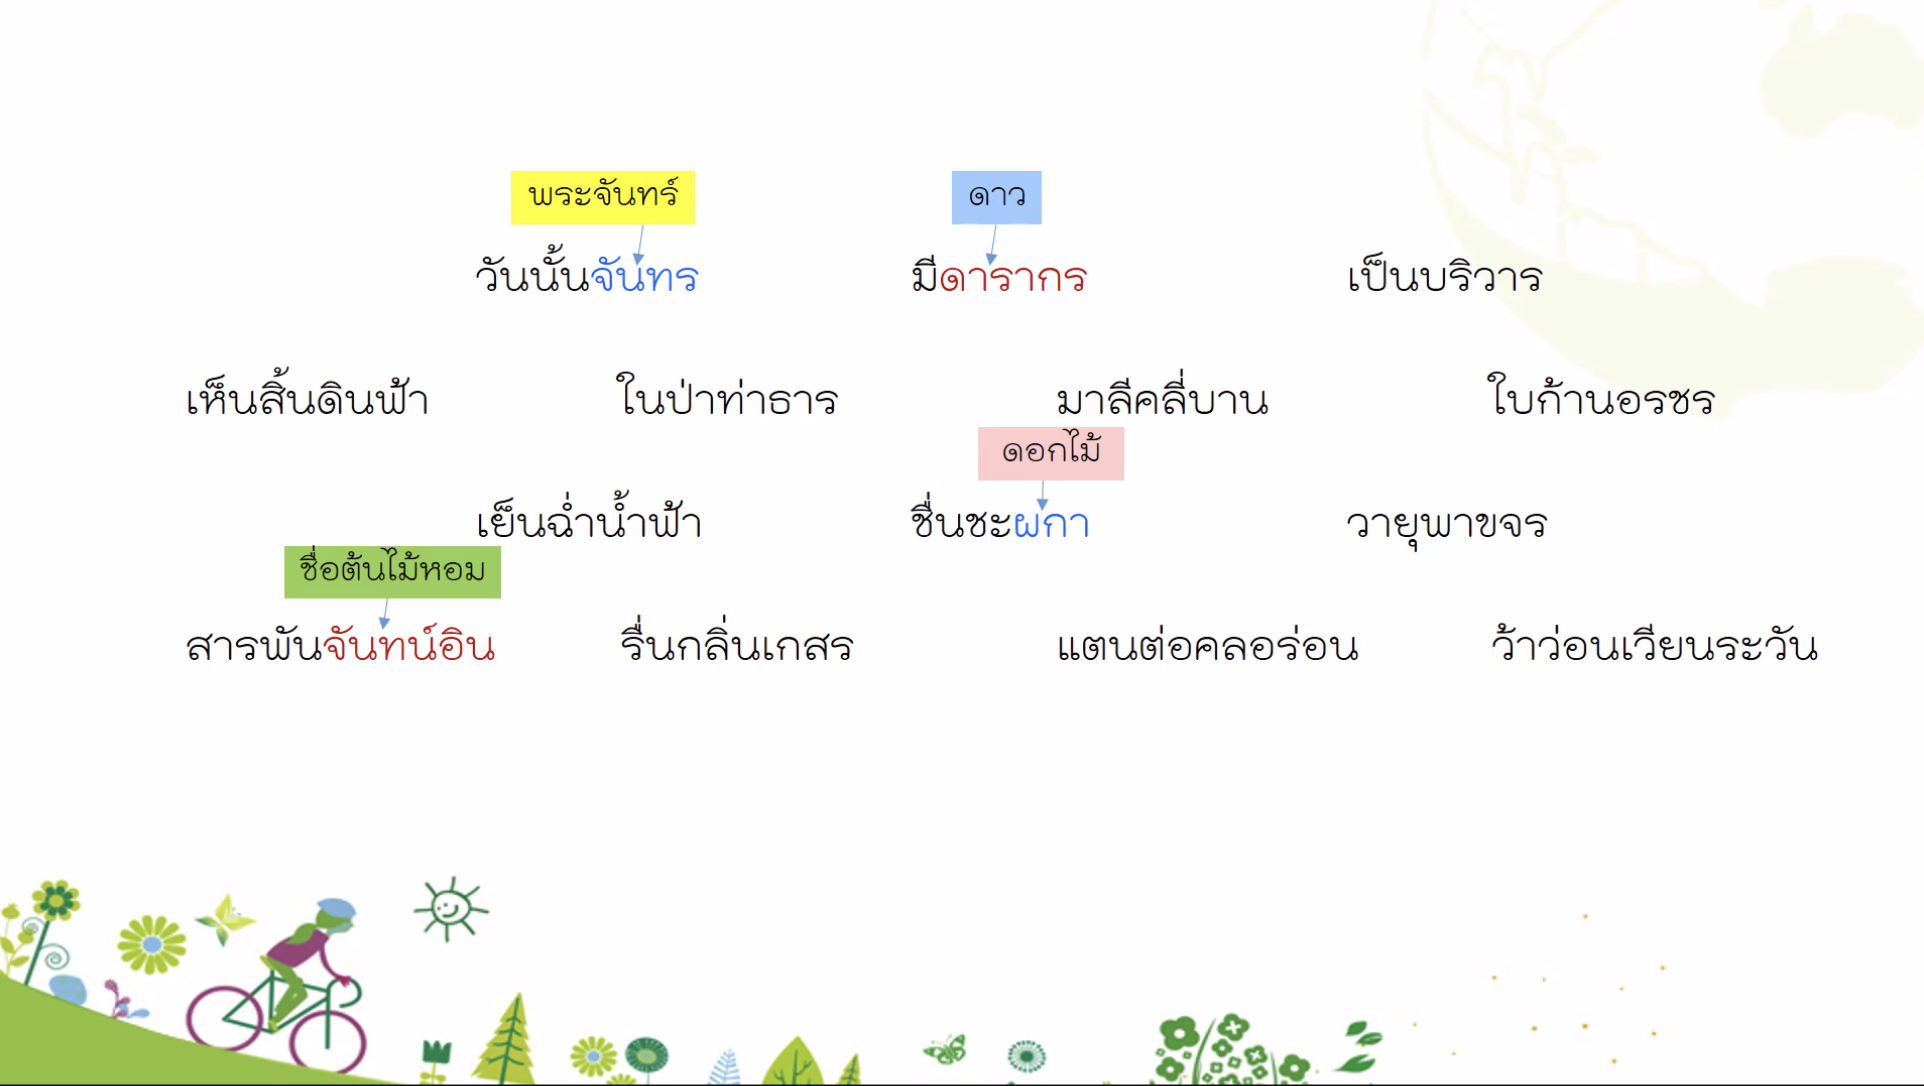 พระจันทร์ ดาว
วันนั้นจันทร มีดารากร เป็นบริวาร
เห็นสิ้นดินฟ้า ในป่าท่าธาร มาลีคลี่บาน ใบก้านอรชร
ดอกไม้
เย็นฉ่ำน้ำฟ้า ชื่นชะผกา วายุพาขจร
ชื่อต้นไม้หอม
สารพันจันทน์อิน รื่นกลิ่นเกสร แตนต่อคลอร่อน ว้าว่อนเวียนระวัน